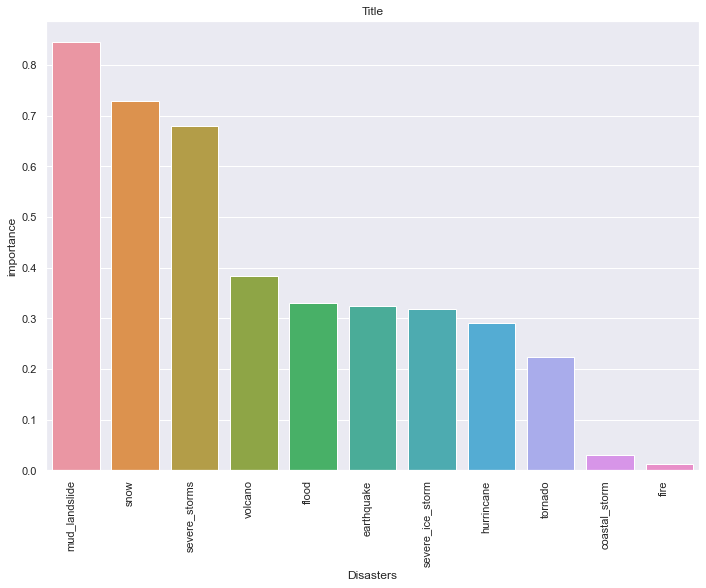 Title
importance
0.8
0.7
0.6
0.5
0.4
0.3
0.2
0.1
0.0
mud_landslide
snow
severe_storms
volcano
flood
earthquake
severe_ice_storm
hurrincane
tornado
coastal_storm
fire
Disasters